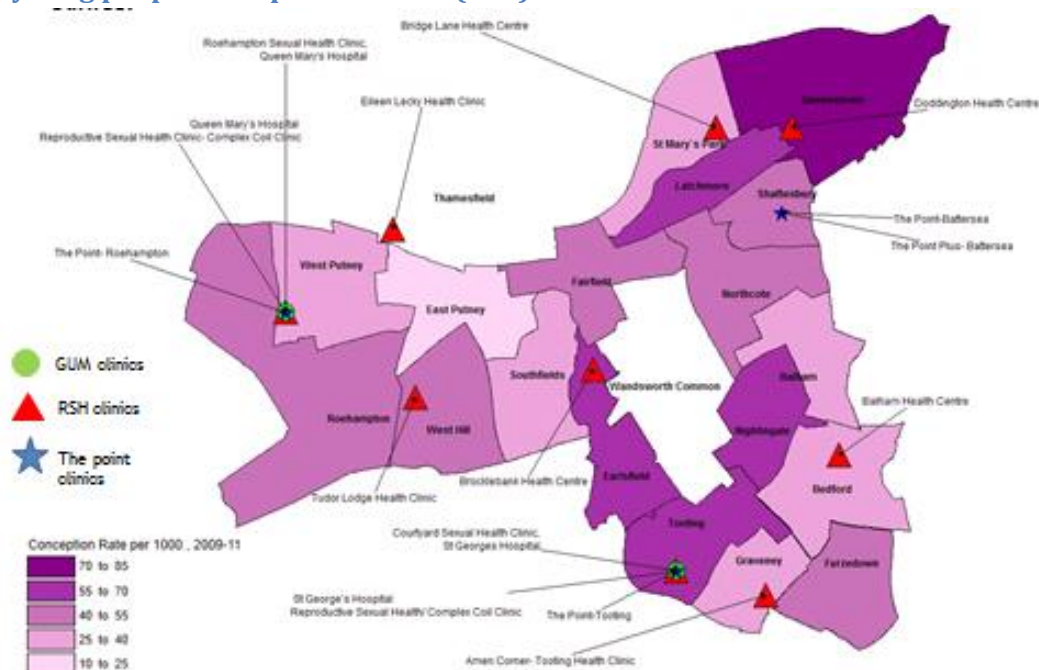 Roehampton Sexual Health Clinic,
Queen Mary's Hospital
Bridge Lane Health Centre
Eileen Lecky Health Clinic
Queen Mary's Hospital
Reproductive Sexual Health Clinic- Complex Coil Clinic
Doddington Health Centre
St Mary's Park
Latchmere
Shaftesbury
Thamesfield
The Point-Battersea
The Point Plus- Battersea
The Point- Roehampton
West Putney
Fairfield
Northcote
East Putney
GUM clinics
Southfields
Wandsworth Common
Balham
RSH clinics
Balham Health Centre
Roehampton
West Hill
Nightingale
The point
clinics
Tudor Lodge Health Clinic
Brocklebank Health Centre
Earlsfield
Bedford
Tooting
Courtyard Sexual Health Clinic,
St Georges Hospital
Graveney
Furzedown
Conception Rate per 1000 , 2009-11
70 to 85
55 to 70
40 to 55
25 to 40
10 to 25
St George's Hospital
Reproductive Sexual Health/ Complex Coil Clinic
The Point-Tooting
Amen Corner- Tooting Health Clinic